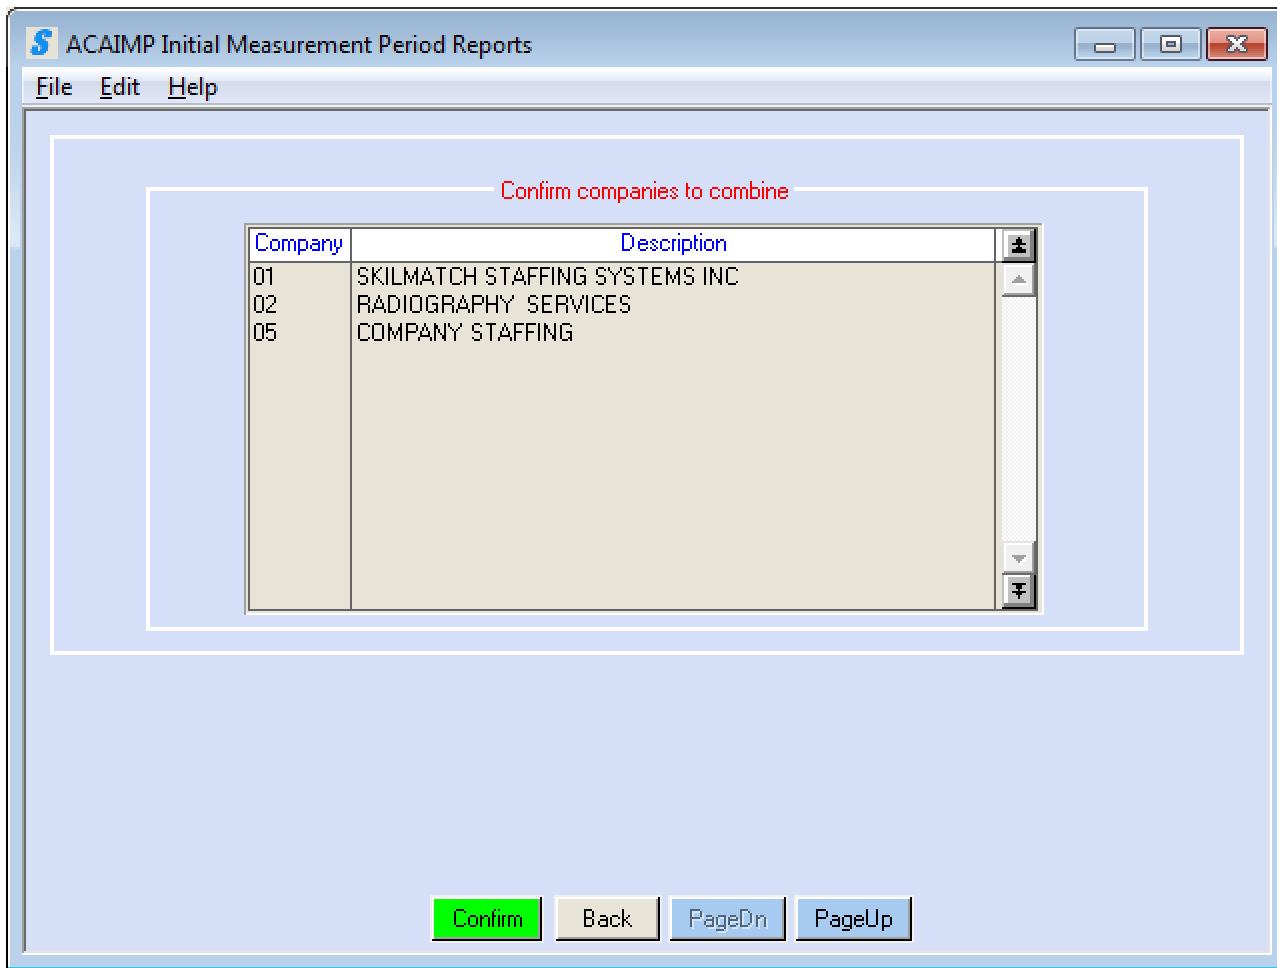 S ACAIMP Initial Measurement Period Reports
File Edit Help
Confirm companies to combine
Company Description
01 SKILMATCH STAFFING SYSTEMS INC
02 RADIOGRAPHY  SERVICES
05 COMPANY STAFFING
Confirm Back PageDn PageUp